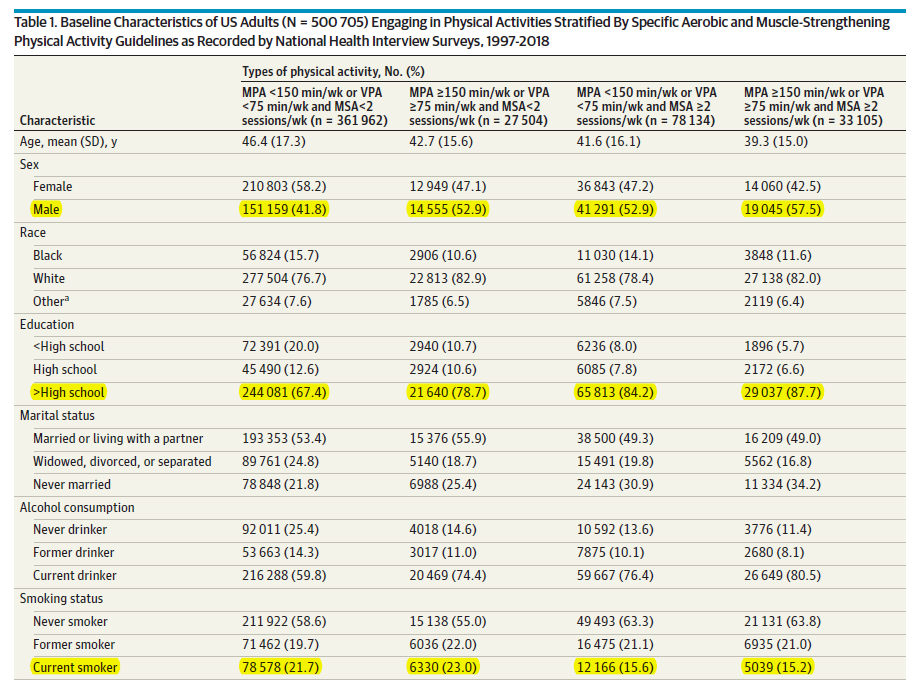 Table 1. Baseline Characteristics of US Adults (N = 500 705) Engaging in Physical Activities Stratified By Specific Aerobic and Muscle-Strengthening
Physical Activity Guidelines as Recorded by National Health Interview Surveys, 1997-2018
Types of physical activity, No. (%)
Characteristic MPA <150 min/wk or VPA <75 min/wk and MSA<2 sessions/wk (n = 361 962) MPA ≥150 min/wk or VPA ≥75 min/wk and MSA<2 sessions/wk (n = 27 504) MPA <150 min/wk or VPA <75 min/wk and MSA ≥2 sessions/wk (n = 78 134) MPA ≥150 min/wk or VPA ≥75 min/wk and MSA ≥2 sessions/wk (n = 33 105)
Age, mean (SD), y 46.4 (17.3) 42.7 (15.6) 41.6 (16.1) 39.3 (15.0)
Sex
Female 210 803 (58.2) 12 949 (47.1) 36 843 (47.2) 14 060 (42.5)
Male 151 159 (41.8) 14 555 (52.9) 41 291 (52.9) 19 045 (57.5)
Race
Black 56 824 (15.7) 2906 (10.6) 11 030 (14.1) 3848 (11.6)
White 277 504 (76.7) 22 813 (82.9) 61 258 (78.4) 27 138 (82.0)
Otherᵃ 27 634 (7.6) 1785 (6.5) 5846 (7.5) 2119 (6.4)
Education
<High school 72 391 (20.0) 2940 (10.7) 6236 (8.0) 1896 (5.7)
High school 45 490 (12.6) 2924 (10.6) 6085 (7.8) 2172 (6.6)
>High school 244 081 (67.4) 21 640 (78.7) 65 813 (84.2) 29 037 (87.7)
Marital status
Married or living with a partner 193 353 (53.4) 15 376 (55.9) 38 500 (49.3) 16 209 (49.0)
Widowed, divorced, or separated 89 761 (24.8) 5140 (18.7) 15 491 (19.8) 5562 (16.8)
Never married 78 848 (21.8) 6988 (25.4) 24 143 (30.9) 11 334 (34.2)
Alcohol consumption
Never drinker 92 011 (25.4) 4018 (14.6) 10 592 (13.6) 3776 (11.4)
Former drinker 53 663 (14.3) 3017 (11.0) 7875 (10.1) 2680 (8.1)
Current drinker 216 288 (59.8) 20 469 (74.4) 59 667 (76.4) 26 649 (80.5)
Smoking status
Never smoker 211 922 (58.6) 15 138 (55.0) 49 493 (63.3) 21 131 (63.8)
Former smoker 71 462 (19.7) 6036 (22.0) 16 475 (21.1) 6935 (21.0)
Current smoker 78 578 (21.7) 6330 (23.0) 12 166 (15.6) 5039 (15.2)